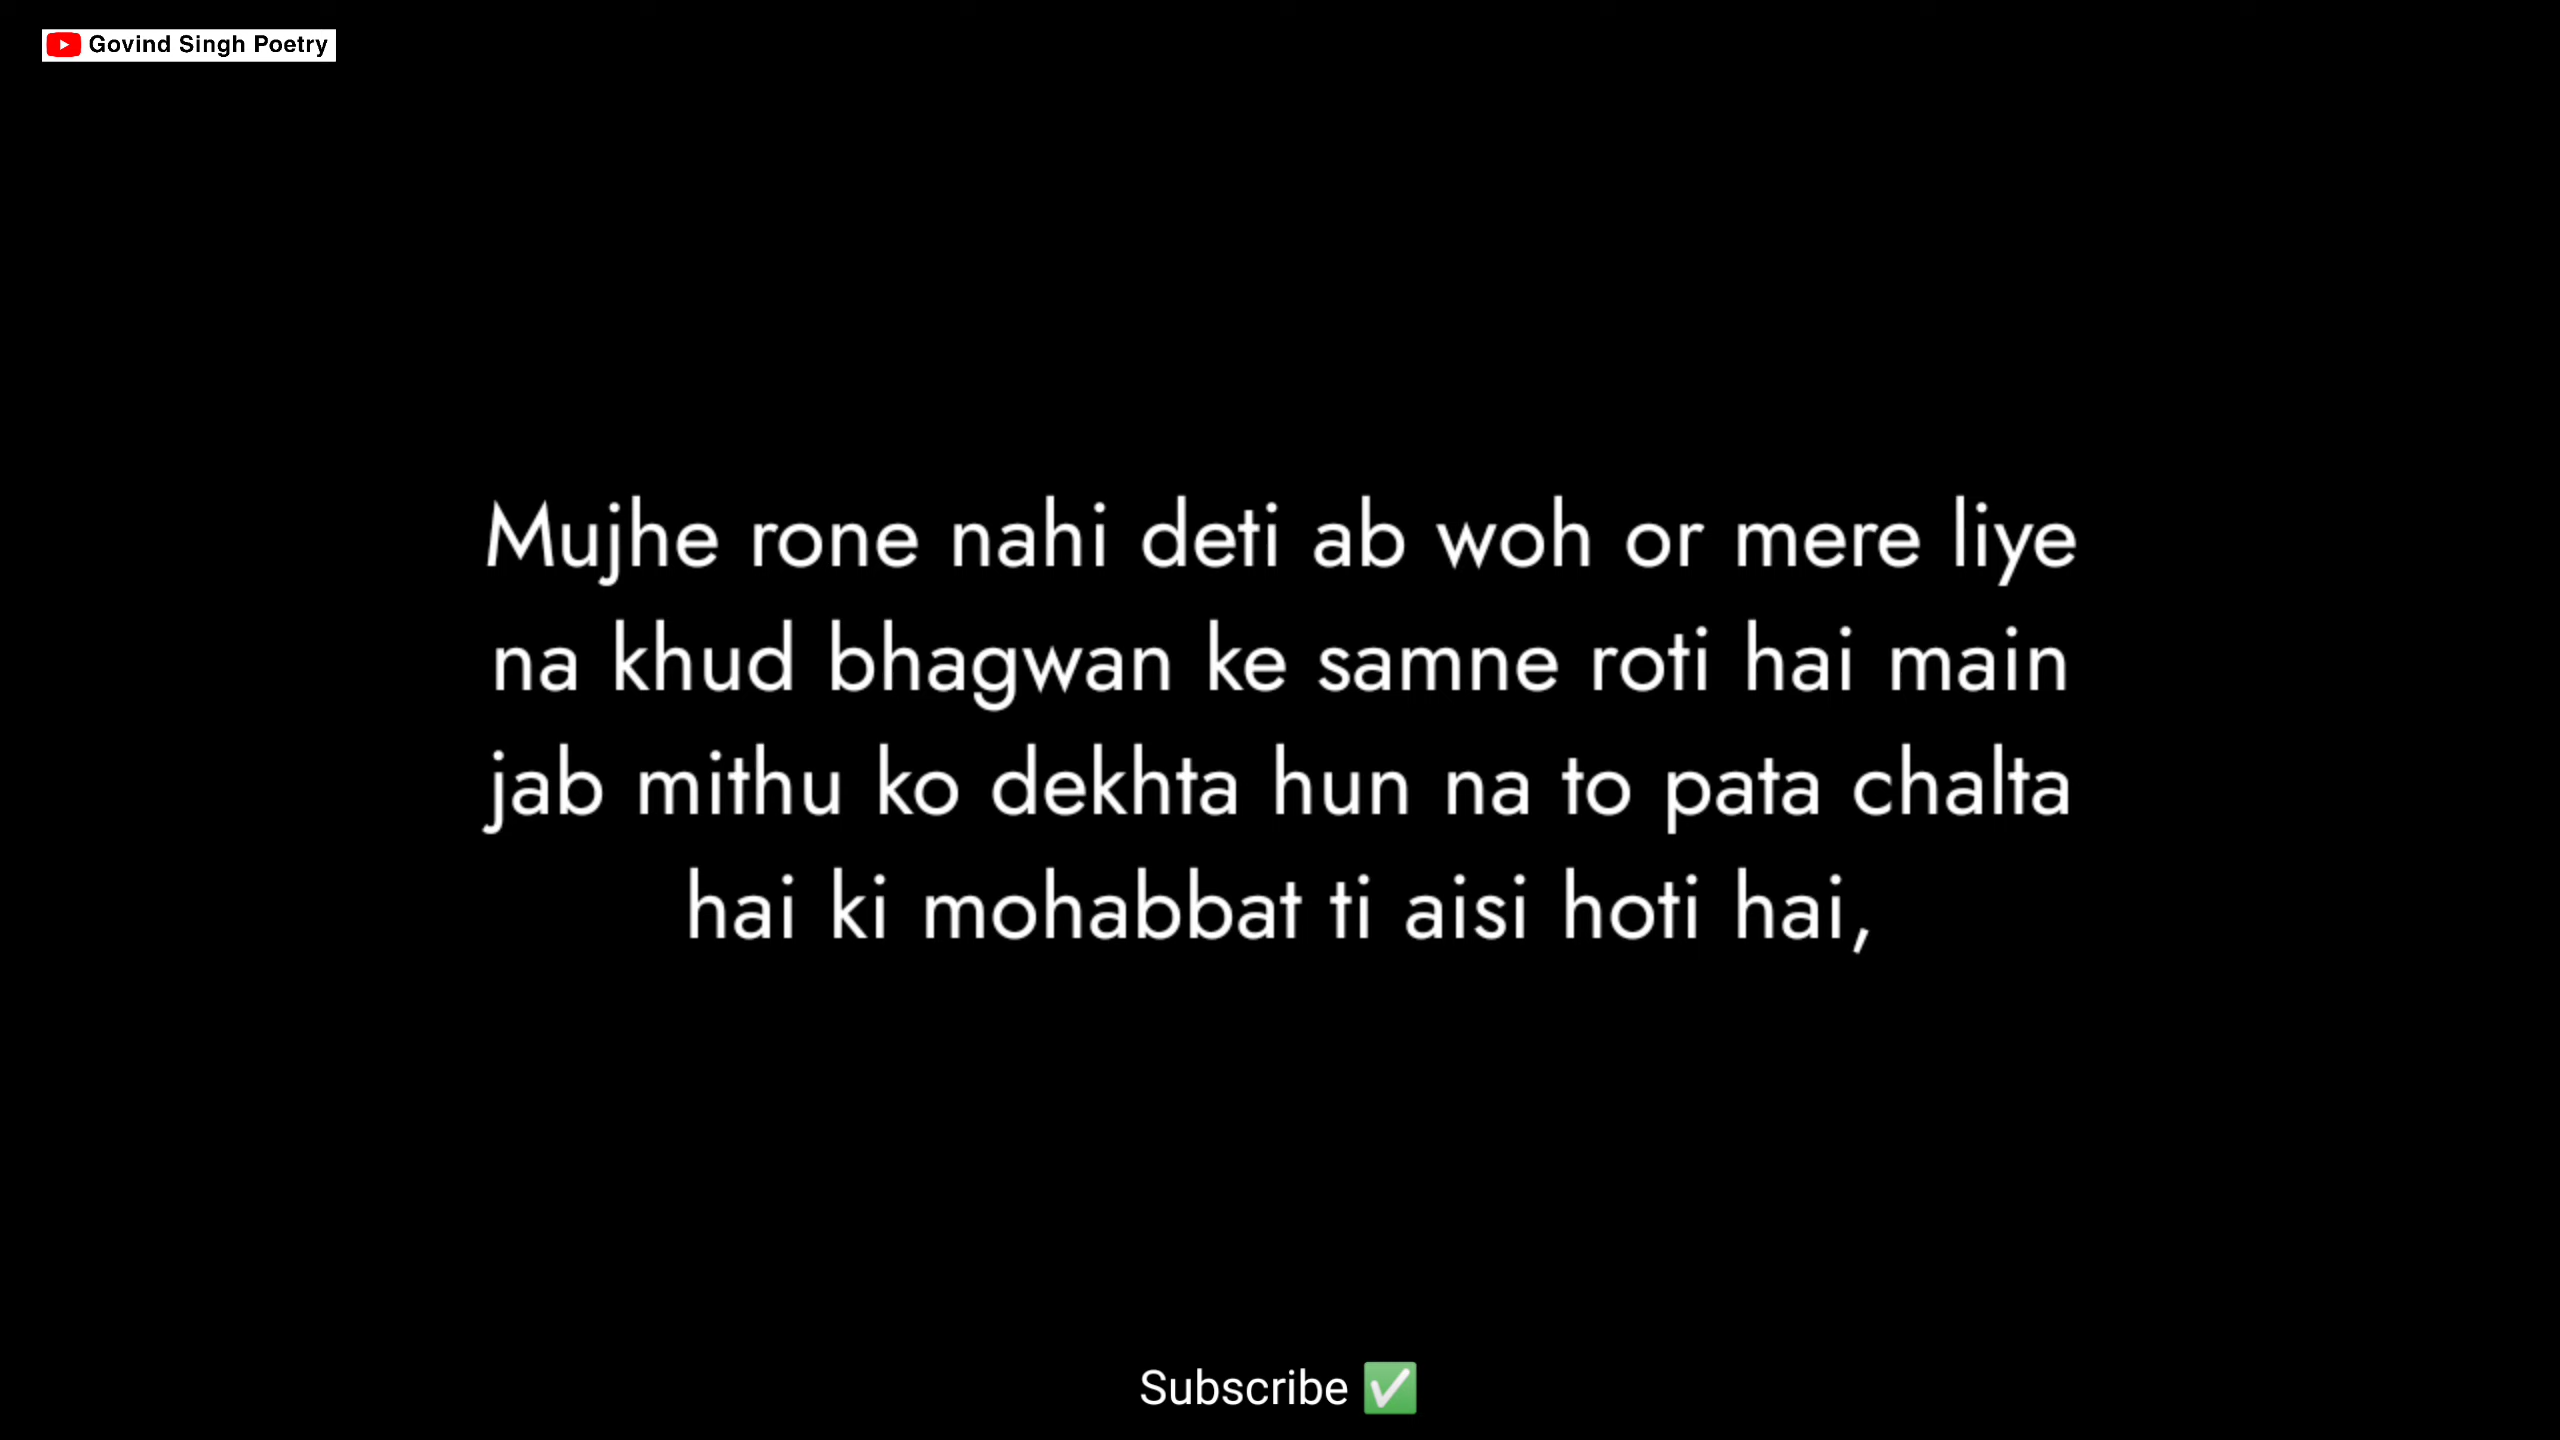 Govind Singh Poetry
Mujhe rone nahi deti ab woh or mere liye
na khud bhagwan ke samne roti hai main
jab mithu ko dekhta hun na to pata chalta
hai ki mohabbat ti aisi hoti hai,
Subscribe ✅